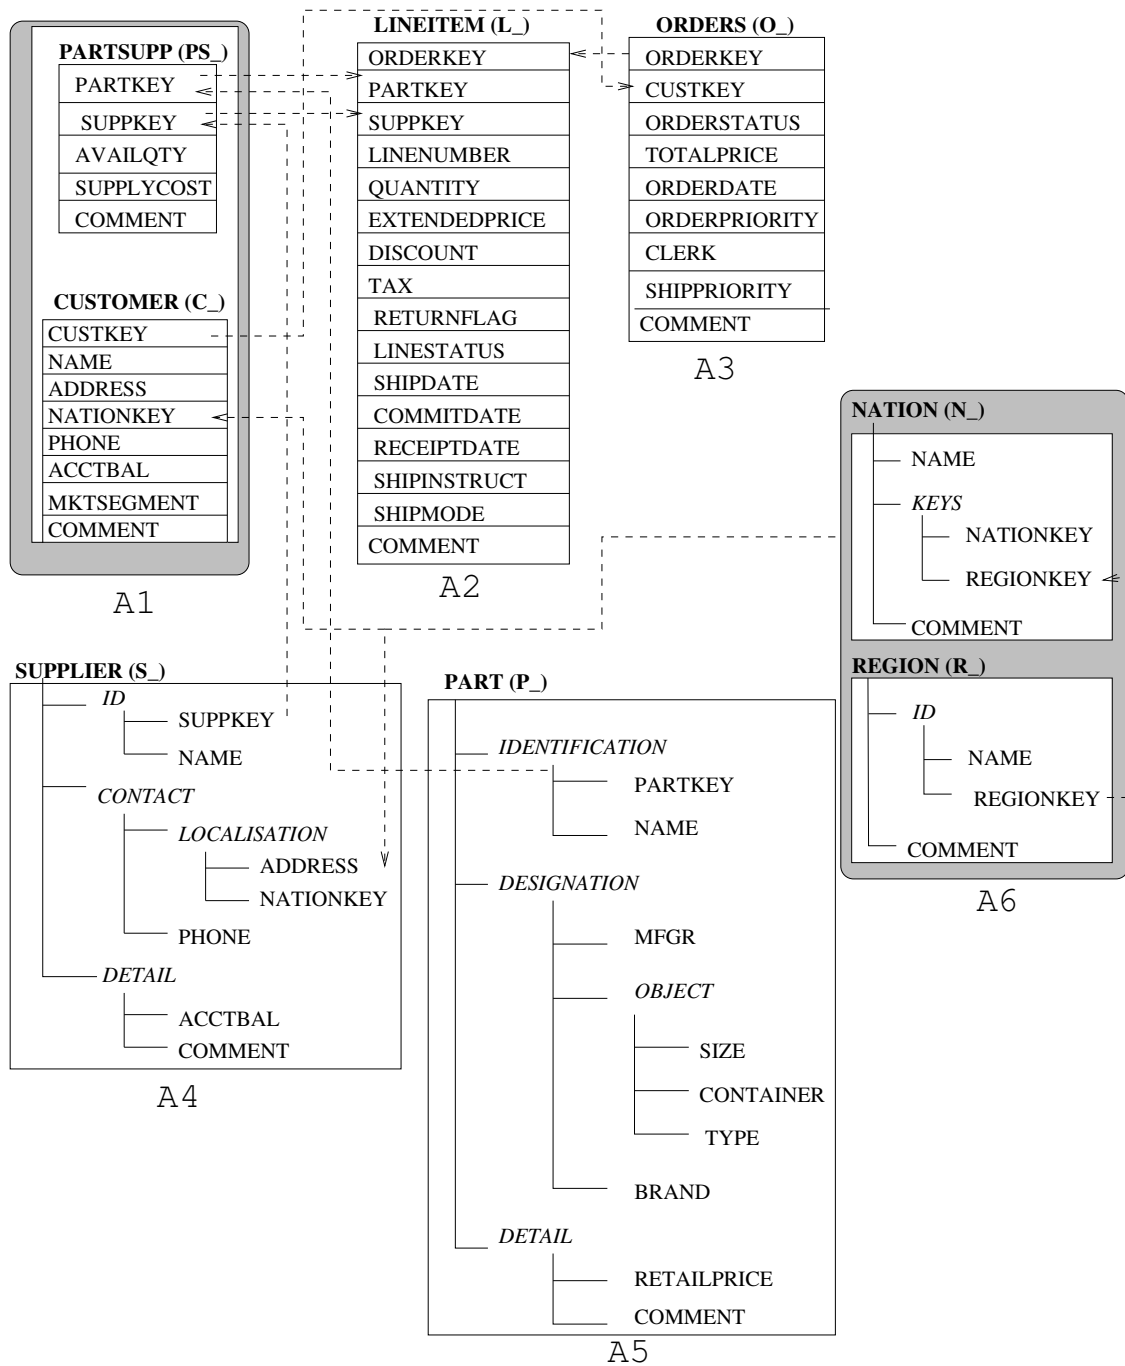 PARTSUPP (PS_)
PARTKEY
SUPPKEY
AVAILQTY
SUPPLYCOST
COMMENT
CUSTOMER (C_)
CUSTKEY
NAME
ADDRESS
NATIONKEY
PHONE
ACCTBAL
MKTSEGMENT
COMMENT
A1
LINEITEM (L_)
ORDERKEY
PARTKEY
SUPPKEY
LINENUMBER
QUANTITY
EXTENDEDPRICE
DISCOUNT
TAX
RETURNFLAG
LINESTATUS
SHIPDATE
COMMITDATE
RECEIPTDATE
SHIPINSTRUCT
SHIPMODE
COMMENT
A2
ORDERS (O_)
ORDERKEY
CUSTKEY
ORDERSTATUS
TOTALPRICE
ORDERDATE
ORDERPRIORITY
CLERK
SHIPPRIORITY
COMMENT
A3
SUPPLIER (S_)
ID
SUPPKEY
NAME
CONTACT
LOCALISATION
ADDRESS
NATIONKEY
PHONE
DETAIL
ACCTBAL
COMMENT
A4
PART (P_)
IDENTIFICATION
PARTKEY
NAME
DESIGNATION
MFGR
OBJECT
SIZE
CONTAINER
TYPE
BRAND
DETAIL
RETAILPRICE
COMMENT
A5
NATION (N_)
NAME
KEYS
NATIONKEY
REGIONKEY
COMMENT
REGION (R_)
ID
NAME
REGIONKEY
COMMENT
A6